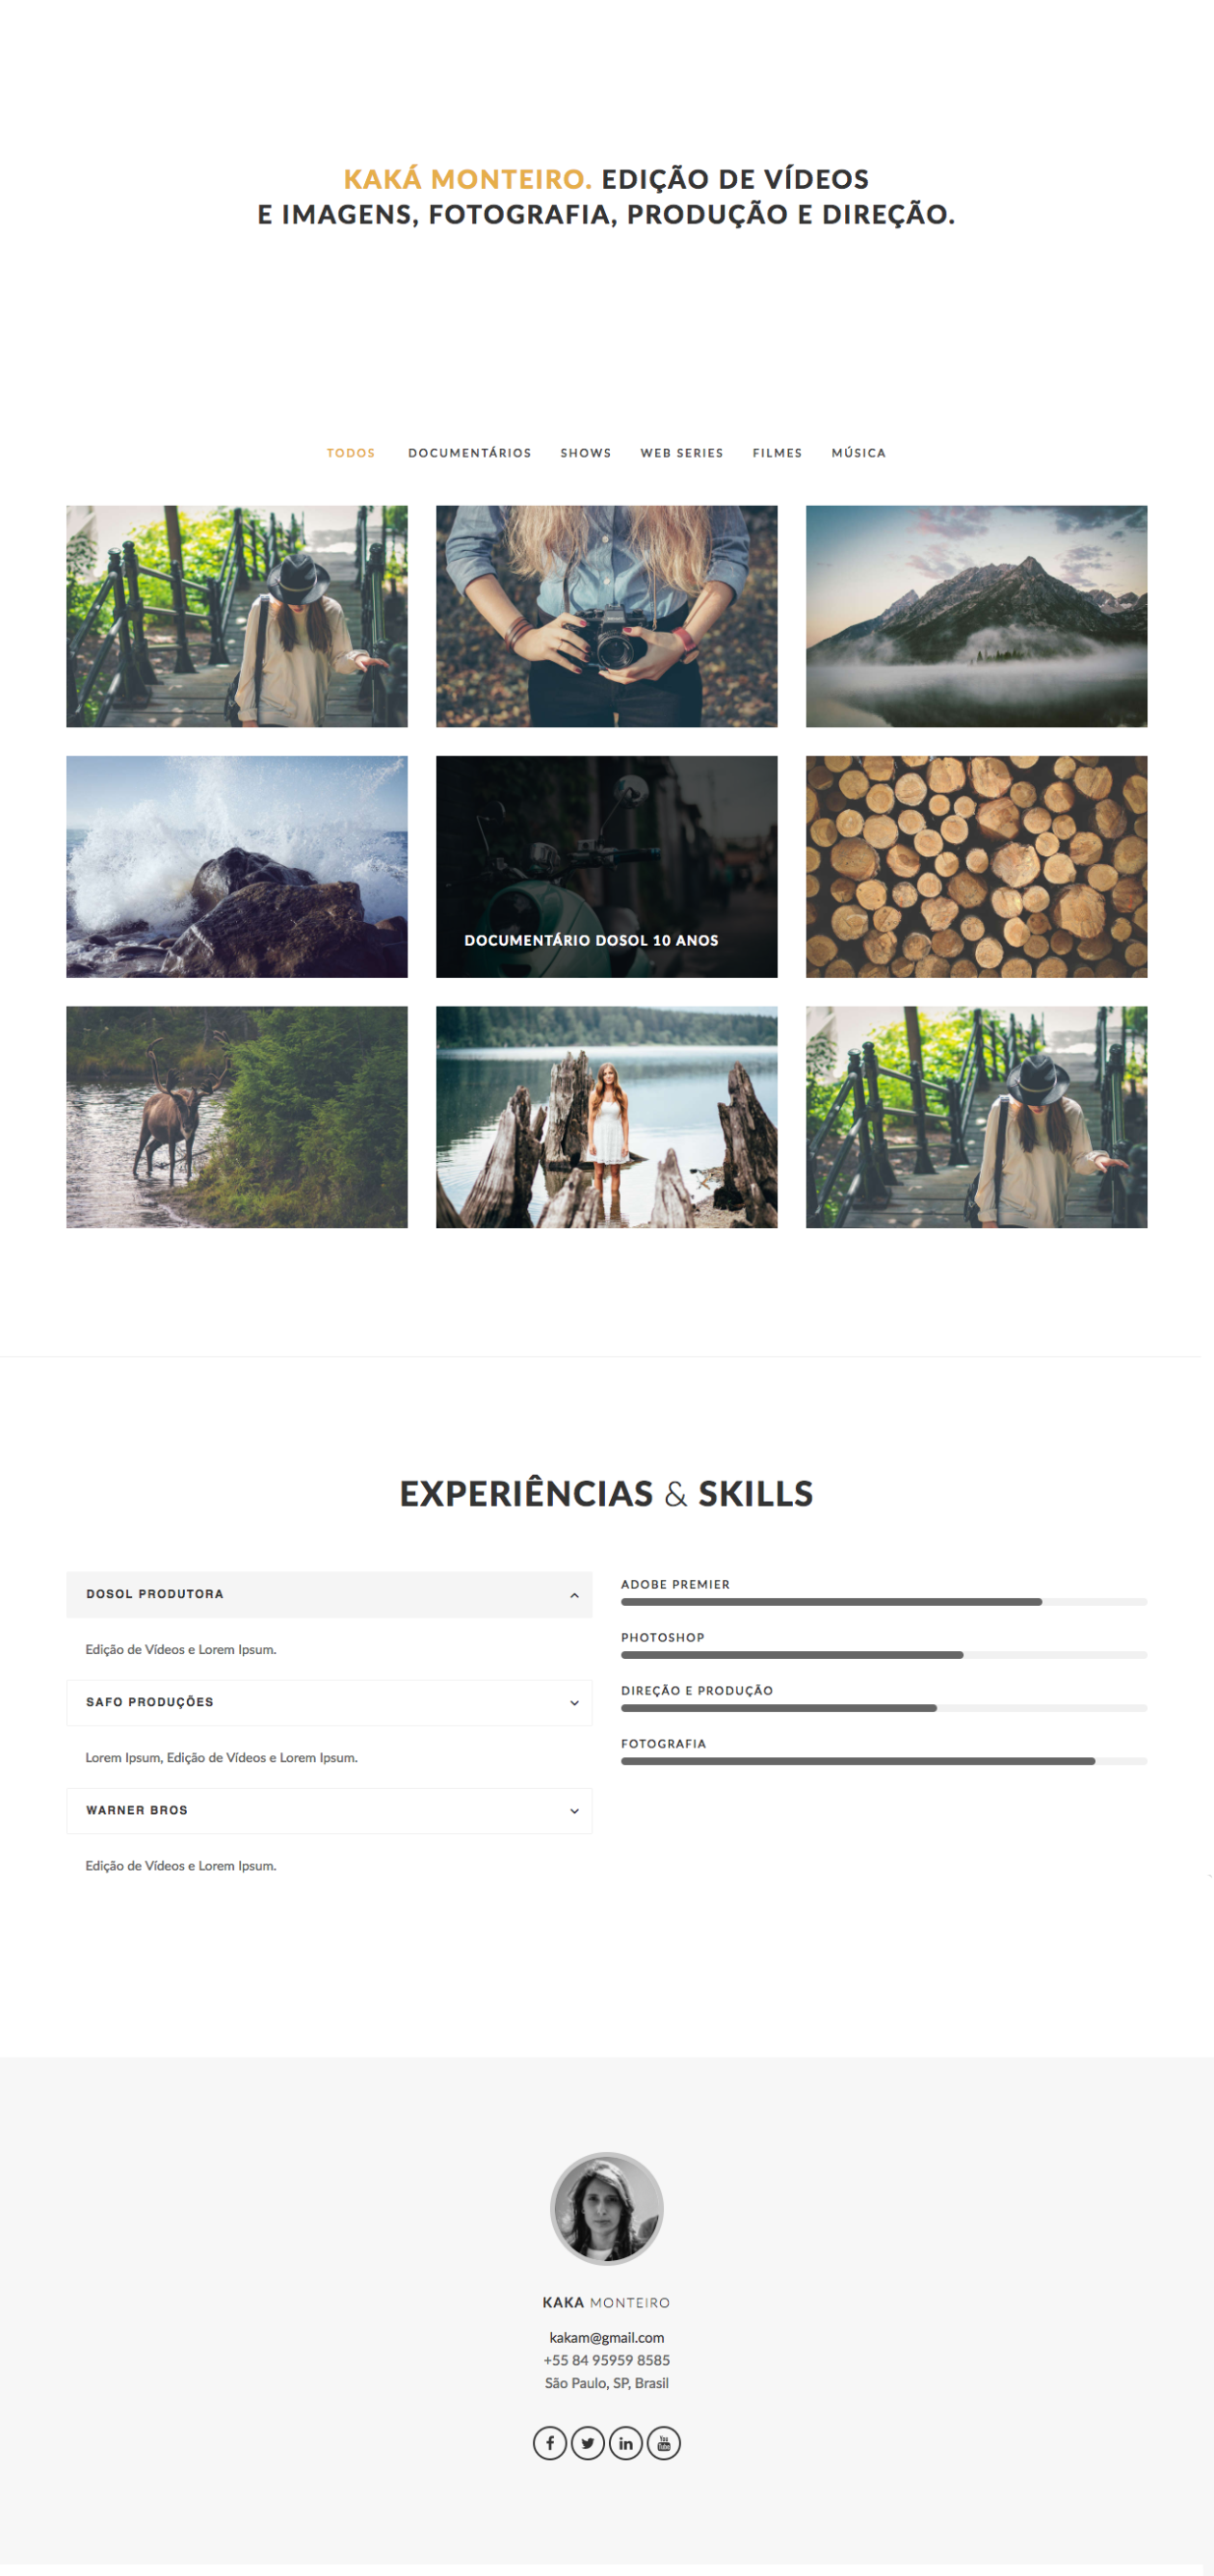 KAKÁ MONTEIRO. EDIÇÃO DE VÍDEOS
E IMAGENS, FOTOGRAFIA, PRODUÇÃO E DIREÇÃO.
TODOS DOCUMENTÁRIOS SHOWS WEB SERIES FILMES MÚSICA
DOCUMENTÁRIO DOSOL 10 ANOS
EXPERIÊNCIAS & SKILLS
DOSOL PRODUTORA
Edição de Vídeos e Lorem Ipsum.
SAFO PRODUÇÕES
Lorem Ipsum, Edição de Vídeos e Lorem Ipsum.
WARNER BROS
Edição de Vídeos e Lorem Ipsum.
ADOBE PREMIER
PHOTOSHOP
DIREÇÃO E PRODUÇÃO
FOTOGRAFIA
KAKA MONTEIRO
kakam@gmail.com
+55 84 95959 8585
São Paulo, SP, Brasil
f in You Tube